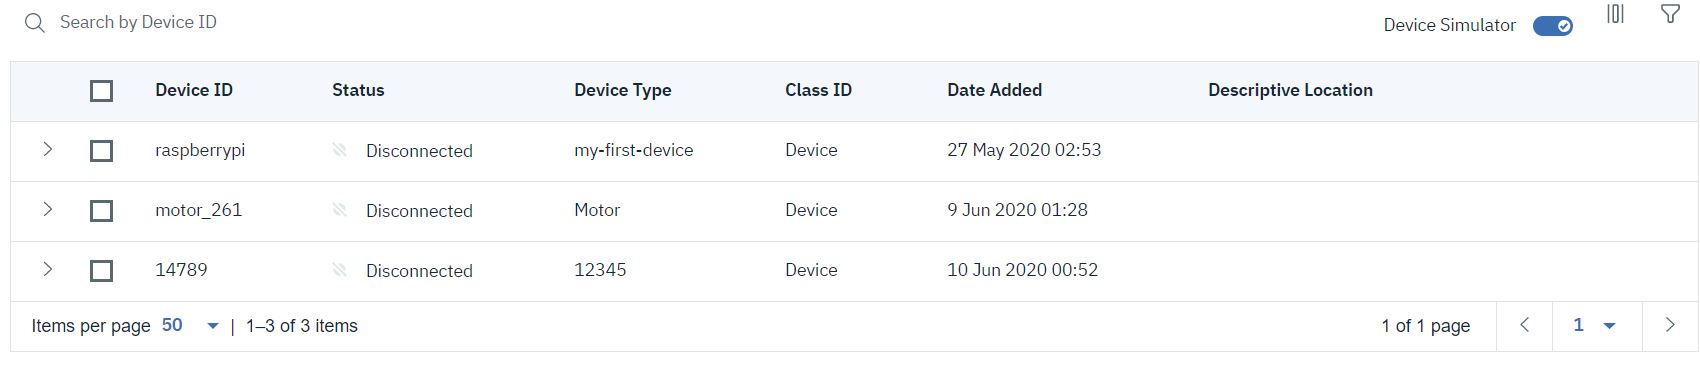 Search by Device ID
Device Simulator
Device ID Status Device Type Class ID Date Added Descriptive Location
raspberrypi Disconnected my-first-device Device 27 May 2020 02:53
motor_261 Disconnected Motor Device 9 Jun 2020 01:28
14789 Disconnected 12345 Device 10 Jun 2020 00:52
Items per page 50 | 1–3 of 3 items 1 of 1 page 1